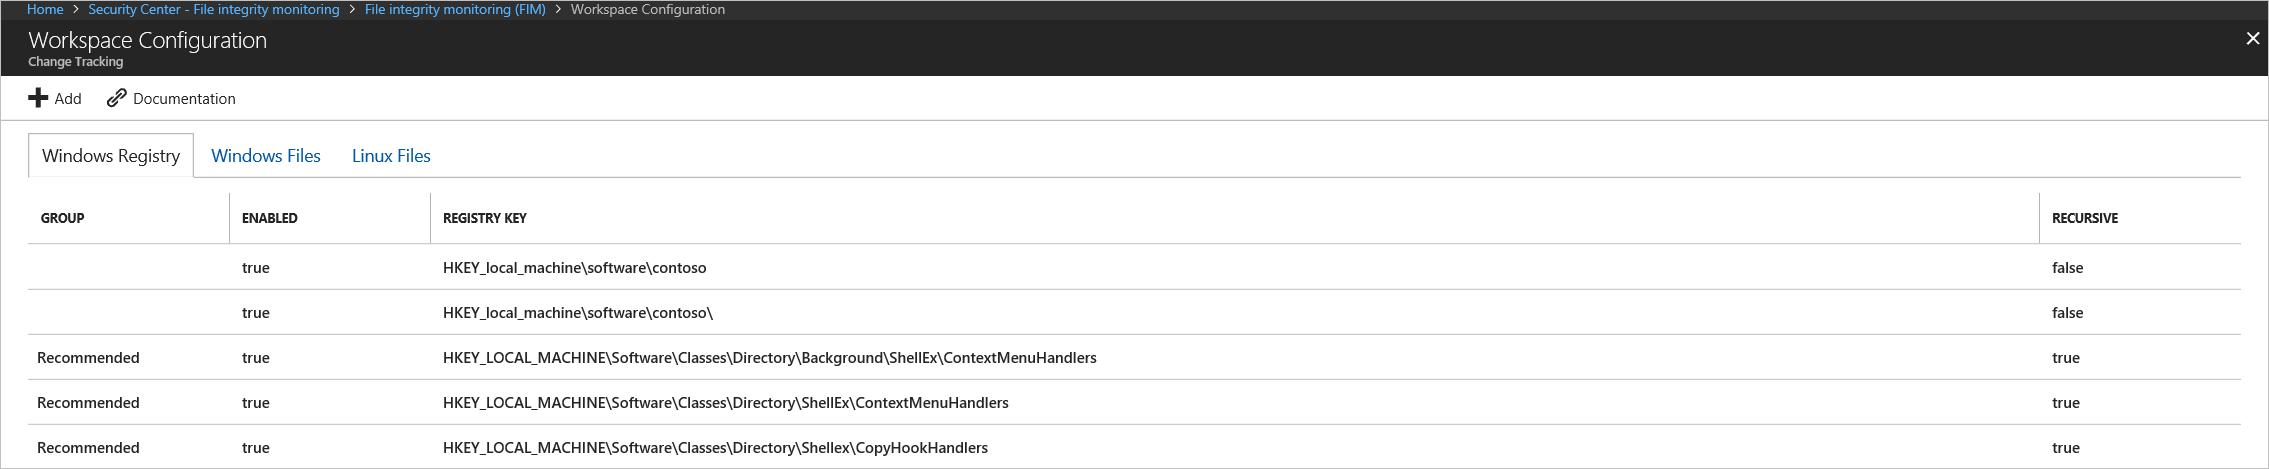 Home > Security Center - File integrity monitoring > File integrity monitoring (FIM) > Workspace Configuration
Workspace Configuration
Change Tracking
Add Documentation
Windows Registry Windows Files Linux Files
GROUP ENABLED REGISTRY KEY RECURSIVE
true HKEY_local_machine\software\contoso false
true HKEY_local_machine\software\contoso\ false
Recommended true HKEY_LOCAL_MACHINE\Software\Classes\Directory\Background\ShellEx\ContextMenuHandlers true
Recommended true HKEY_LOCAL_MACHINE\Software\Classes\Directory\ShellEx\ContextMenuHandlers true
Recommended true HKEY_LOCAL_MACHINE\Software\Classes\Directory\Shellex\CopyHookHandlers true